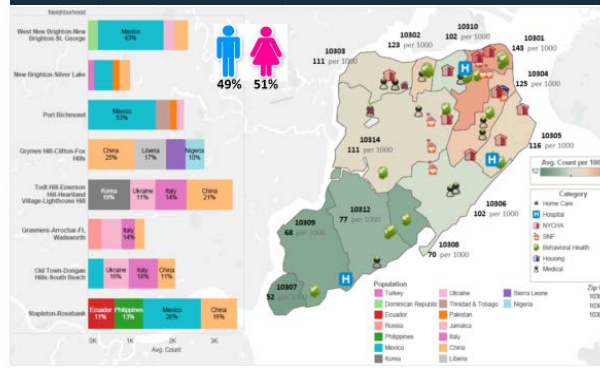 Neighborhood
West New Brighton-New
Brighton-St. George
Mexico
43%
New Brighton-Silver Lake
Port Richmond
Mexico
53%
Grymes Hill-Clifton-Fox
Hills
China
25%
Liberia
17%
Nigeria
10%
Todt Hill-Emerson
Hill-Heartland
Village-Lighthouse Hill
Korea
19%
Ukraine
11%
Italy
14%
China
21%
Grasmere-Arrochar-Ft.
Wadsworth
Italy
14%
Old Town-Dongan
Hills-South Beach
Ukraine
16%
Italy
China
11%
Stapleton-Rosebank
Ecuador
11%
Philippines
13%
Mexico
China
16%
0K
1K
2K
3K
Avg. Count
49%
51%
10303
111 per 1000
10302
123 per 1000
10310
102 per 1000
10301
143 per 1000
10304
125 per 1000
10314
111 per 1000
10305
116 per 1000
10306
102 per 1000
10308
70 per 1000
10312
77 per 1000
10309
68 per 1000
10307
52 per 1000
H
H
H
Avg. Count per 100
52
Category
Home Care
Hospital
NYCHA
SNF
Behavioral Health
Housing
Medical
Population
Turkey
Dominican Republic
Ecuador
Russia
Philippines
Mexico
Korea
Ukraine
Trinidad & Tobago
Pakistan
Jamaica
Italy
China
Liberia
Sierra Leone
Nigeria
Zip